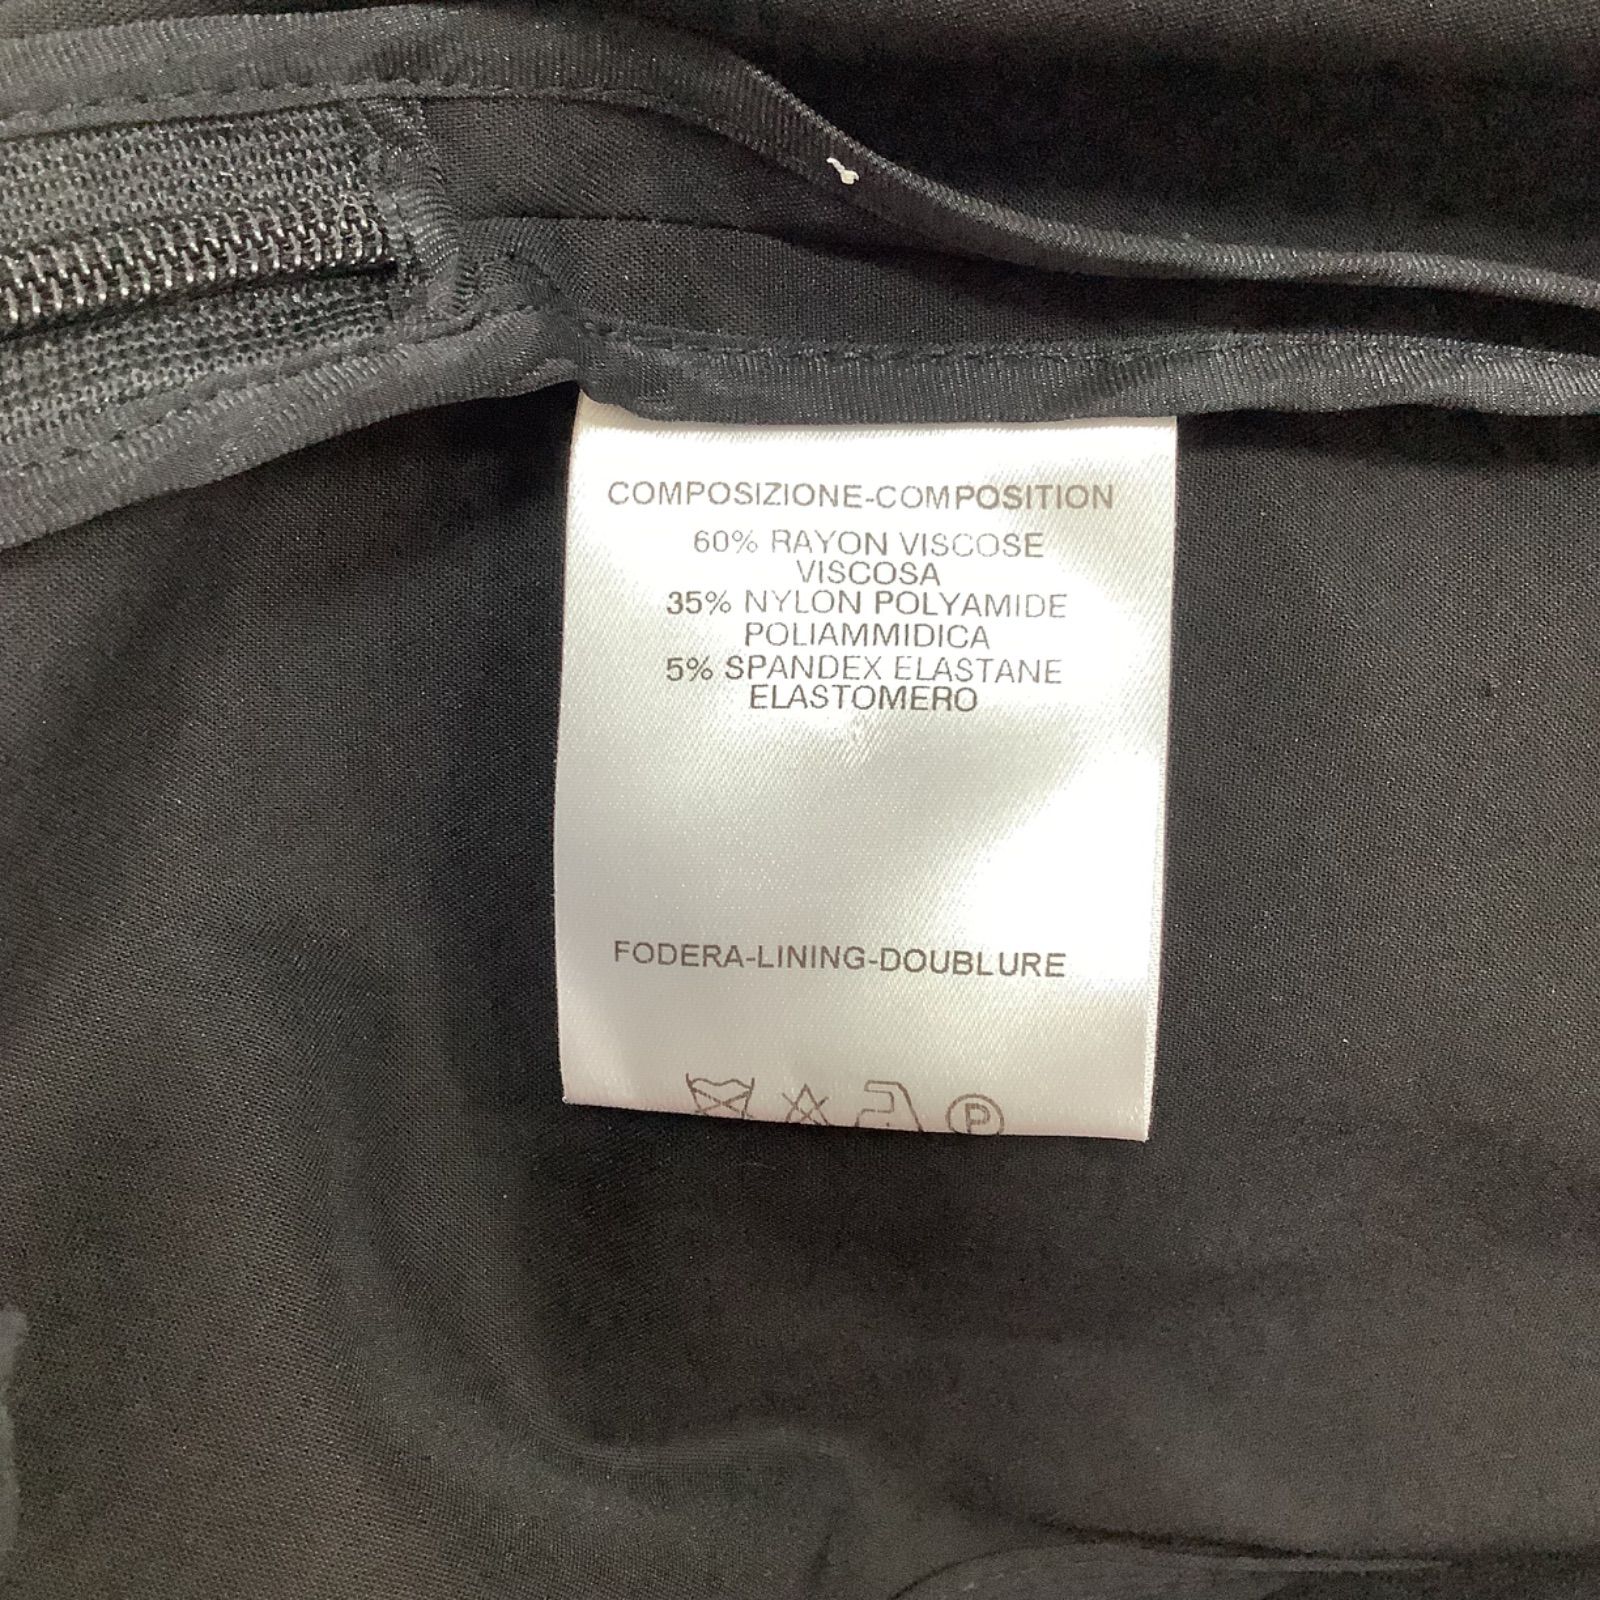 COMPOSIZIONE-COMPOSITION
60% RAYON VISCOSE
VISCOSA
35% NYLON POLYAMIDE
POLIAMMIDICA
5% SPANDEX ELASTANE
ELASTOMERO
FODERA-LINING-DOUBLURE
P